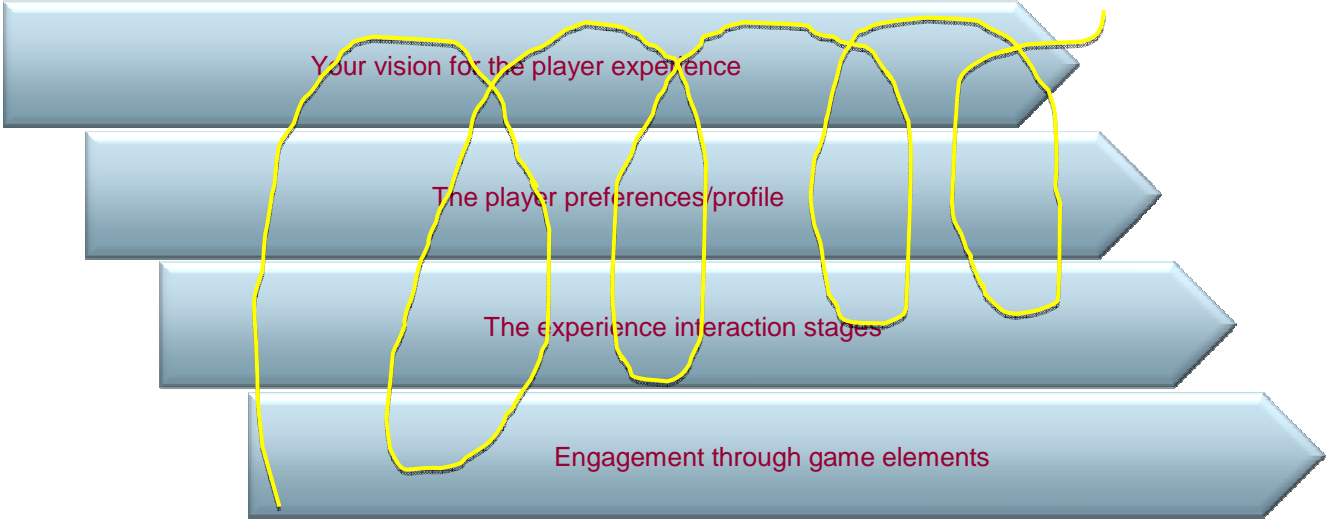 Your vision for the player experience
The player preferences/profile
The experience interaction stages
Engagement through game elements